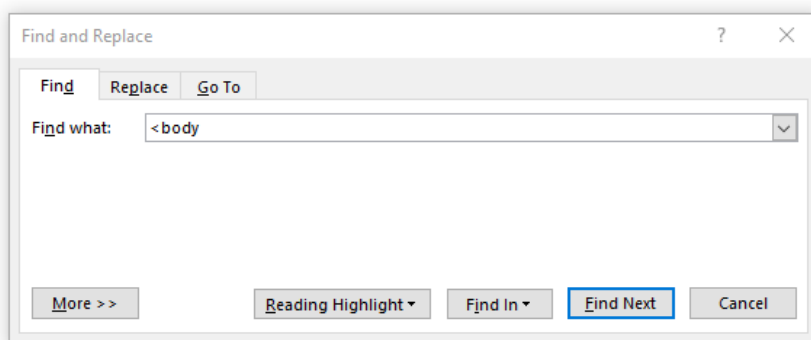 Find and Replace ?
Find Replace Go To
Find what: <body
More >> Reading Highlight Find In Find Next Cancel